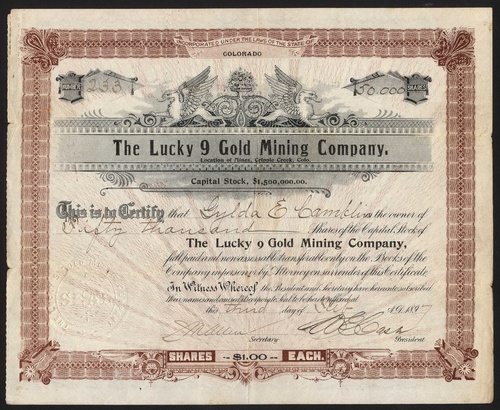 INCORPORATED UNDER THE LAWS OF THE STATE OF
COLORADO
NUMBER
233
50.000
SHARES
The Lucky 9 Gold Mining Company.
Location of Mines, Cripple Creek, Colo.
Capital Stock, $1,500,000.00.
This is to Certify that Gylda E. Camblin is the owner of
Fifty thousand Shares of the Capital Stock of
The Lucky 9 Gold Mining Company,
full paid and non assessable transferable only on the Books of the
Company in person or by Attorney on surrender of this Certificate
In Witness Whereof the President and Secretary have hereunto subscribed
their names and caused the corporate Seal to be hereto affixed at
this third day of A.D. 1897
Secretary
President
SHARES $1.00 EACH.